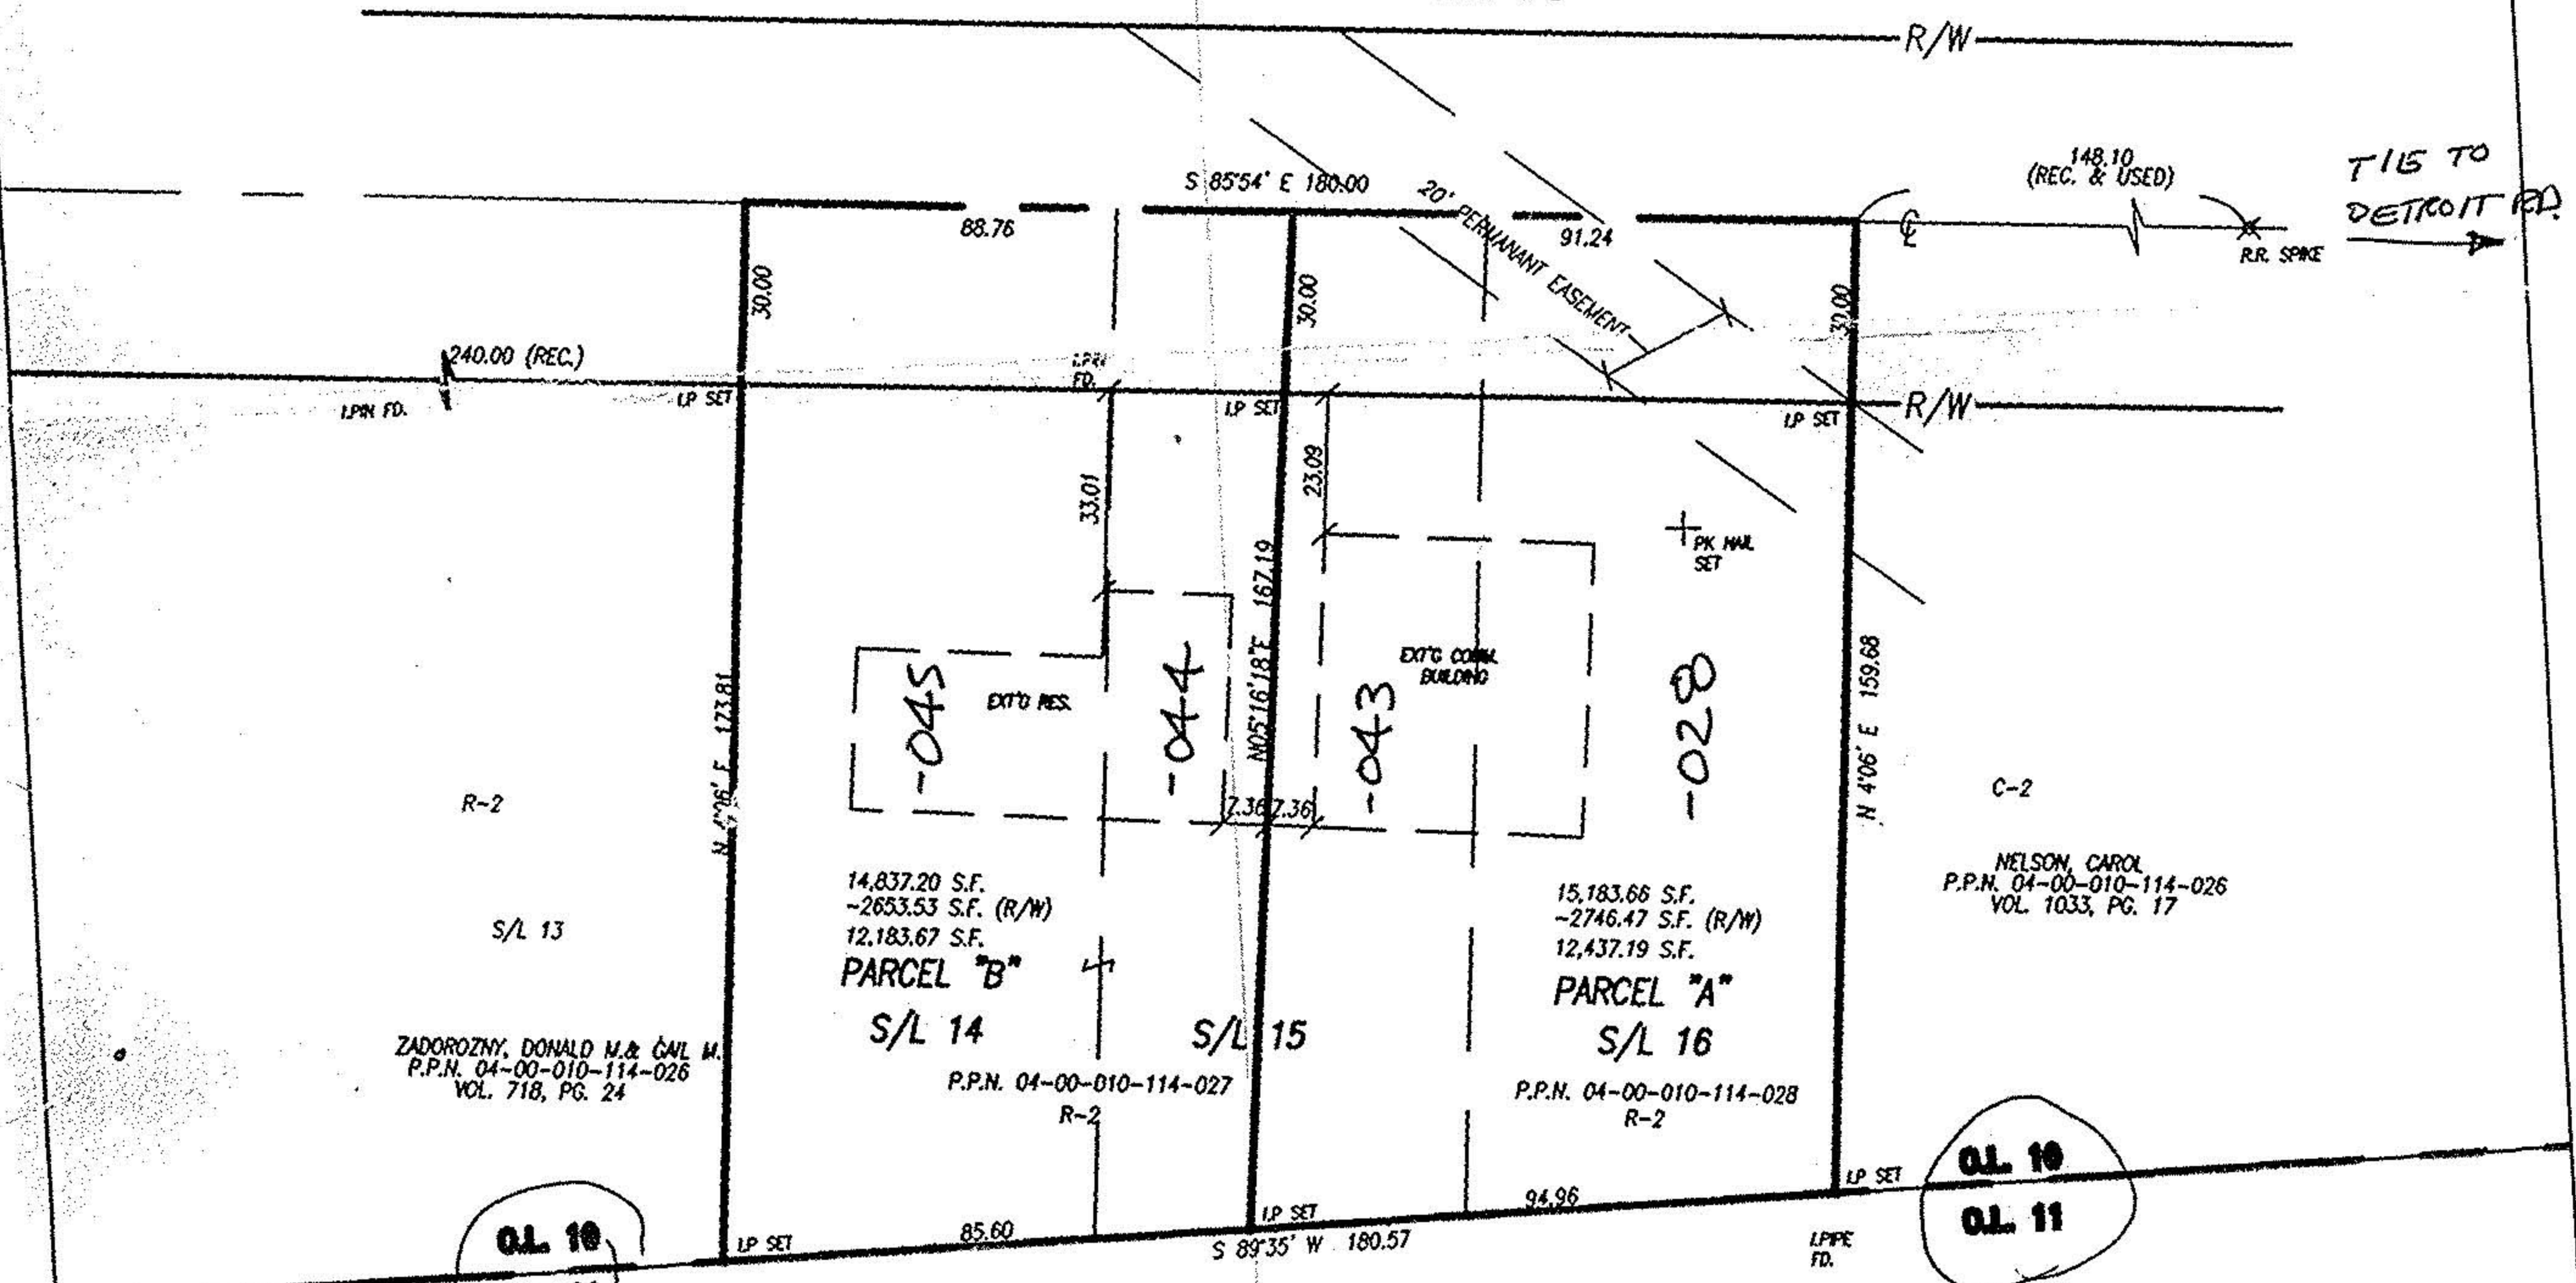 R/W
148.10
(REC. & USED)
TIE TO
DETROIT RD.
S 85°54' E 180.00
20' PERMANANT EASEMENT
88.76
91.24
℄
R.R. SPIKE
30.00
30.00
30.00
240.00 (REC.)
I.PIN FD.
I.P SET
FD.
I.P SET
I.P SET
R/W
33.01
23.09
PK NAIL
SET
N 4°06' E 173.81
N05°16'18"E 167.19
N 4°06' E 159.68
EXT'G RES.
EXT'G COMM.
BUILDING
-045
-044
-043
-028
7.36
7.36
R-2
C-2
S/L 13
14,837.20 S.F.
-2653.53 S.F. (R/W)
12,183.67 S.F.
PARCEL "B"
S/L 14
S/L 15
15,183.66 S.F.
-2746.47 S.F. (R/W)
12,437.19 S.F.
PARCEL "A"
S/L 16
NELSON, CAROL
P.P.N. 04-00-010-114-026
VOL. 1033, PG. 17
ZADOROZNY, DONALD M.& GAIL M.
P.P.N. 04-00-010-114-026
VOL. 718, PG. 24
P.P.N. 04-00-010-114-027
R-2
P.P.N. 04-00-010-114-028
R-2
O.L. 10
O.L. 11
O.L. 10
I.P SET
85.60
I.P SET
94.96
I.P SET
S 89°35' W 180.57
I.PIPE
FD.